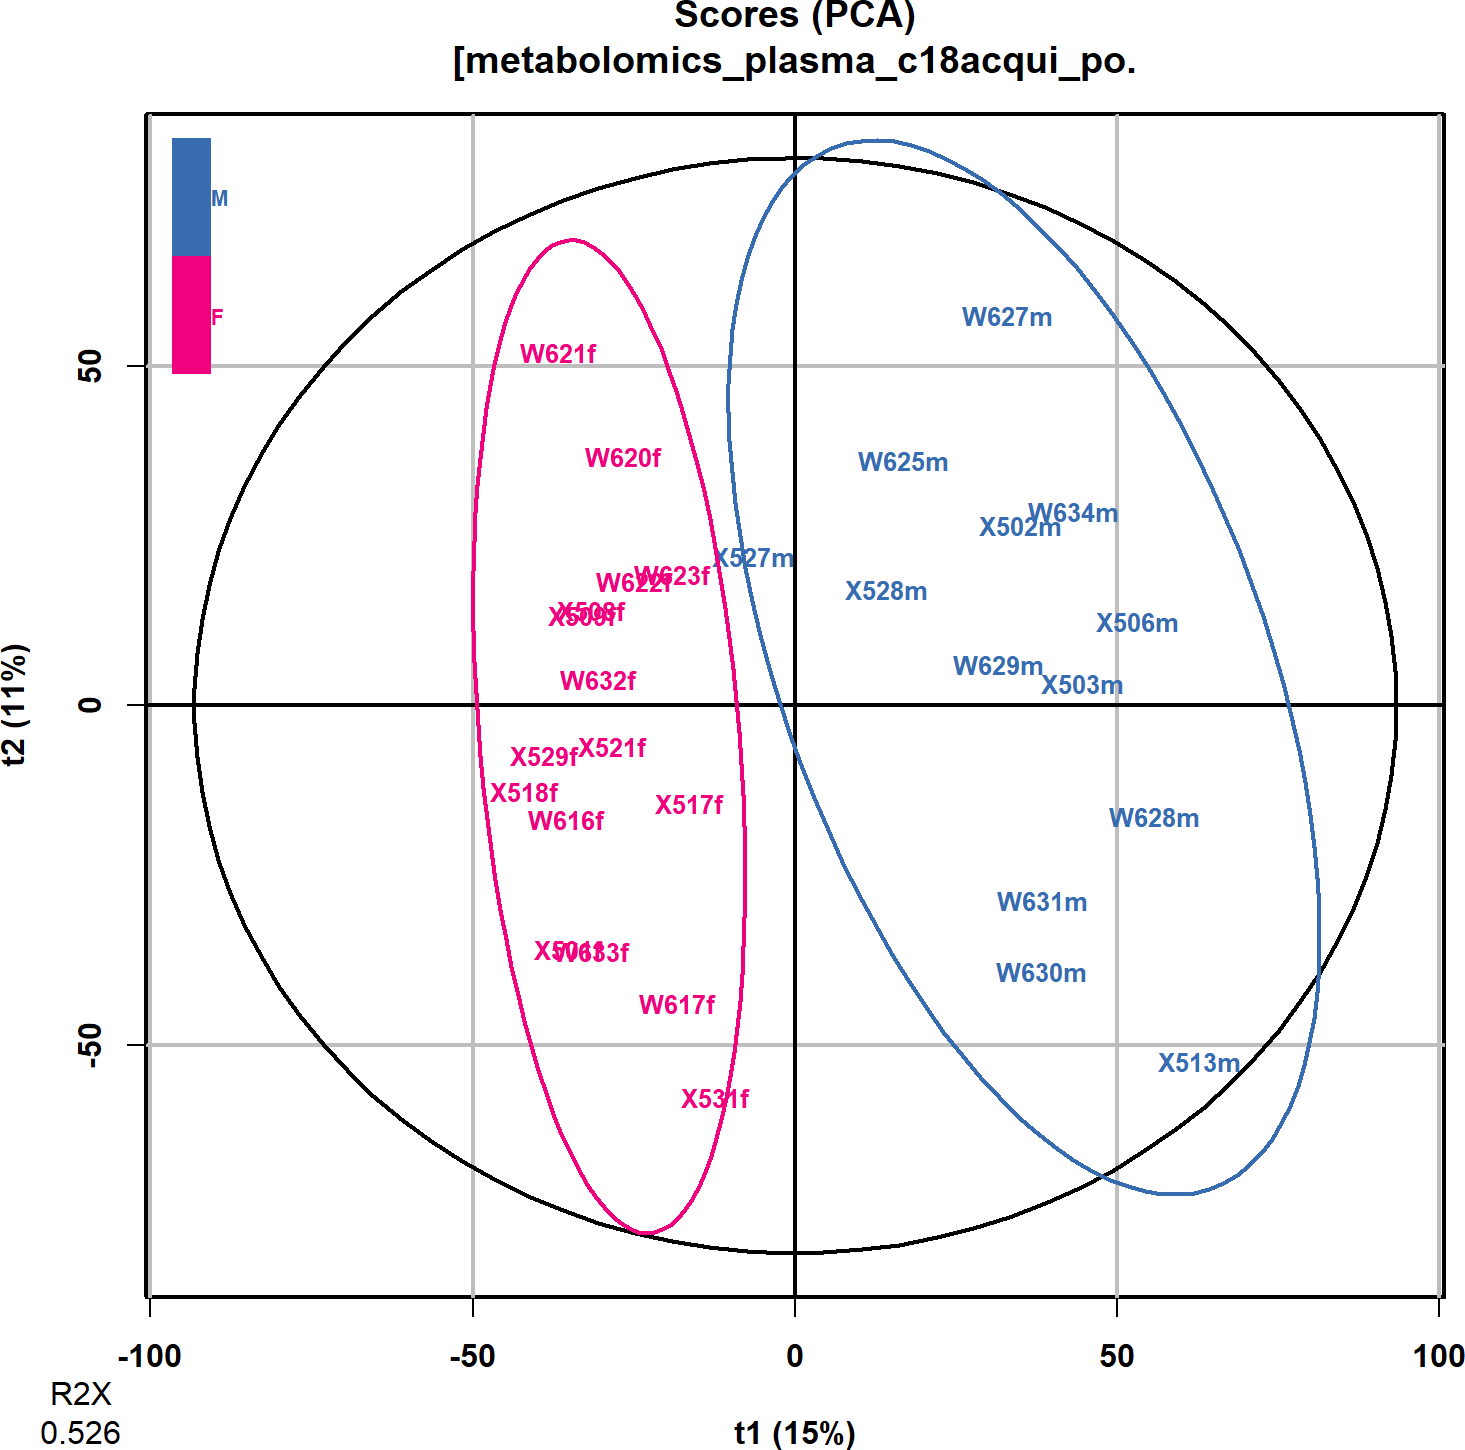 Scores (PCA)
[metabolomics_plasma_c18acqui_po.
M
F
W627m
W621f
W620f
W625m
W634m
X502m
X527m
W623f
W622f
X528m
X508f
X509f
X506m
W629m
W632f
X503m
X521f
X529f
X518f
X517f
W616f
W628m
W631m
X501f
W633f
W630m
W617f
X513m
X531f
50
0
-50
t2 (11%)
-100
-50
0
50
100
R2X
0.526
t1 (15%)